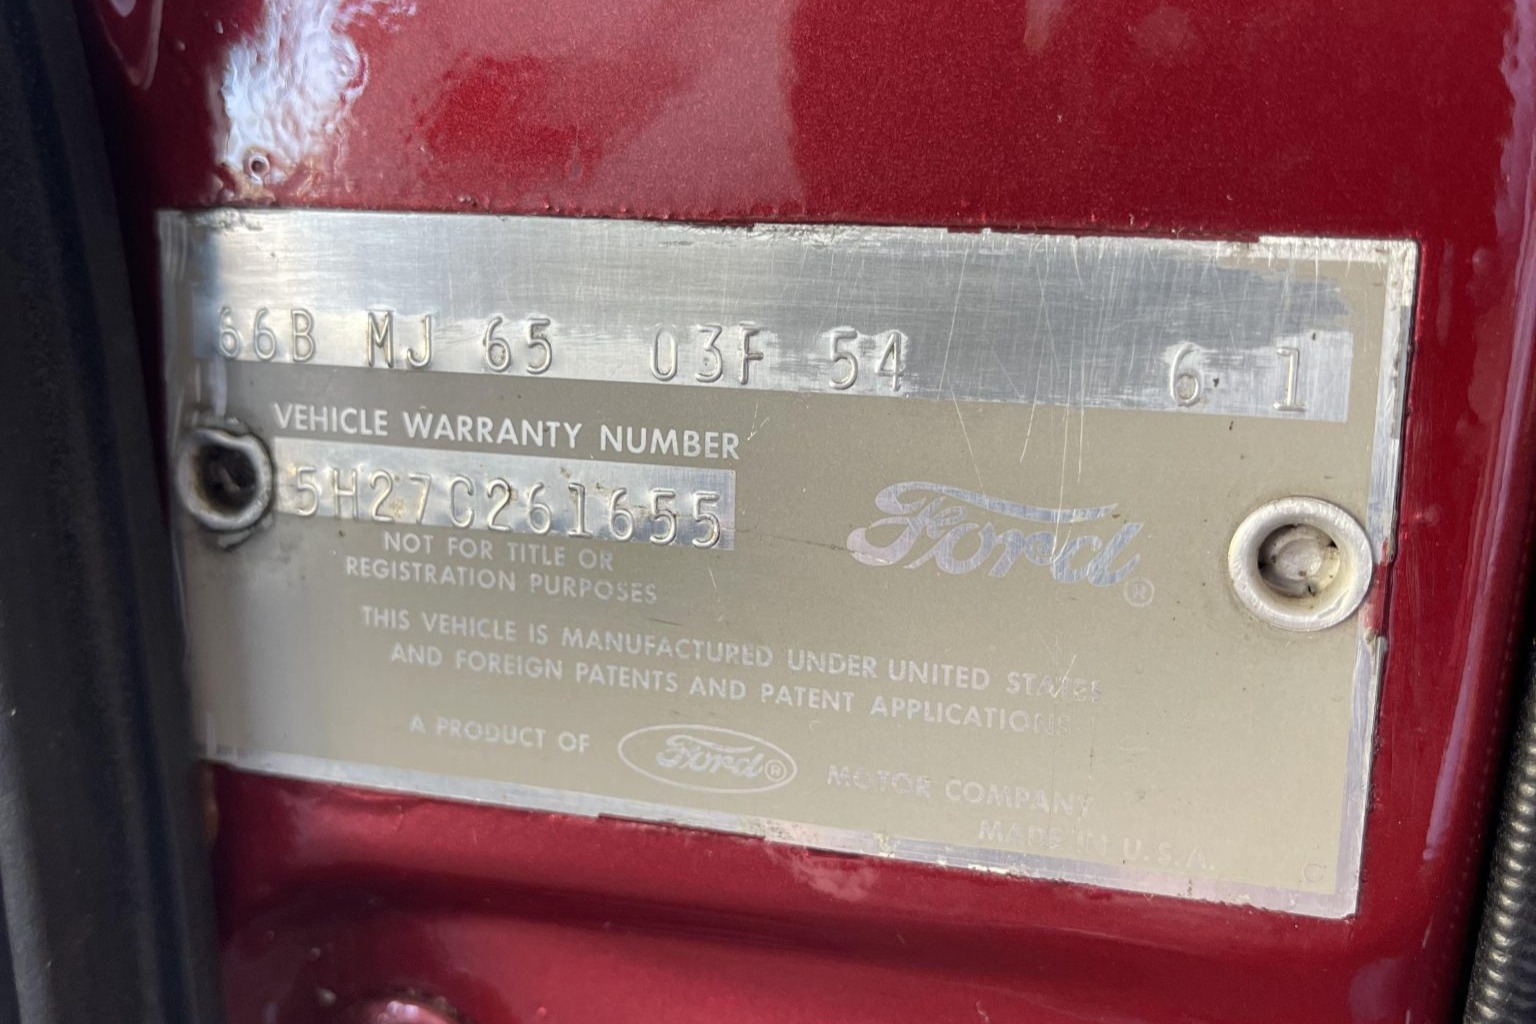 66B MJ 65 03F 54 6 1
VEHICLE WARRANTY NUMBER
5H27C261655
NOT FOR TITLE OR
REGISTRATION PURPOSES
Ford®
THIS VEHICLE IS MANUFACTURED UNDER UNITED STATES
AND FOREIGN PATENTS AND PATENT APPLICATIONS
A PRODUCT OF Ford® MOTOR COMPANY
MADE IN U.S.A.